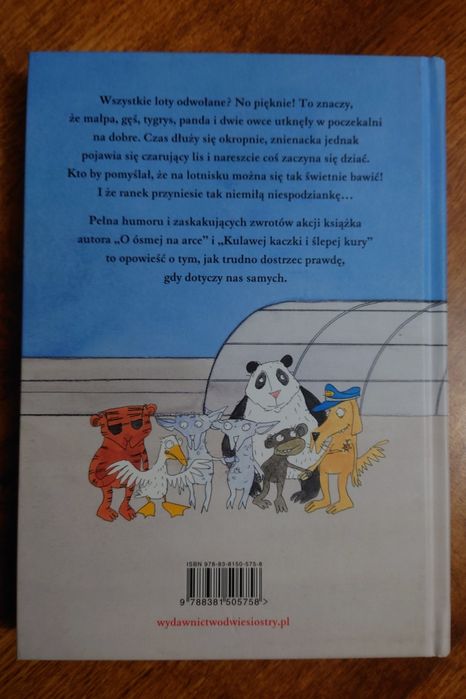 Wszystkie loty odwołane? No pięknie! To znaczy,
że małpa, gęś, tygrys, panda i dwie owce utknęły w poczekalni
na dobre. Czas dłuży się okropnie, znienacka jednak
pojawia się czarujący lis i nareszcie coś zaczyna się dziać.
Kto by pomyślał, że na lotnisku można się tak świetnie bawić!
I że ranek przyniesie tak niemiłą niespodziankę…
Pełna humoru i zaskakujących zwrotów akcji książka
autora „O ósmej na arce” i „Kulawej kaczki i ślepej kury”
to opowieść o tym, jak trudno dostrzec prawdę,
gdy dotyczy nas samych.
ISBN 978-83-8150-575-8
9 788381 505758>
wydawnictwodwiesiostry.pl